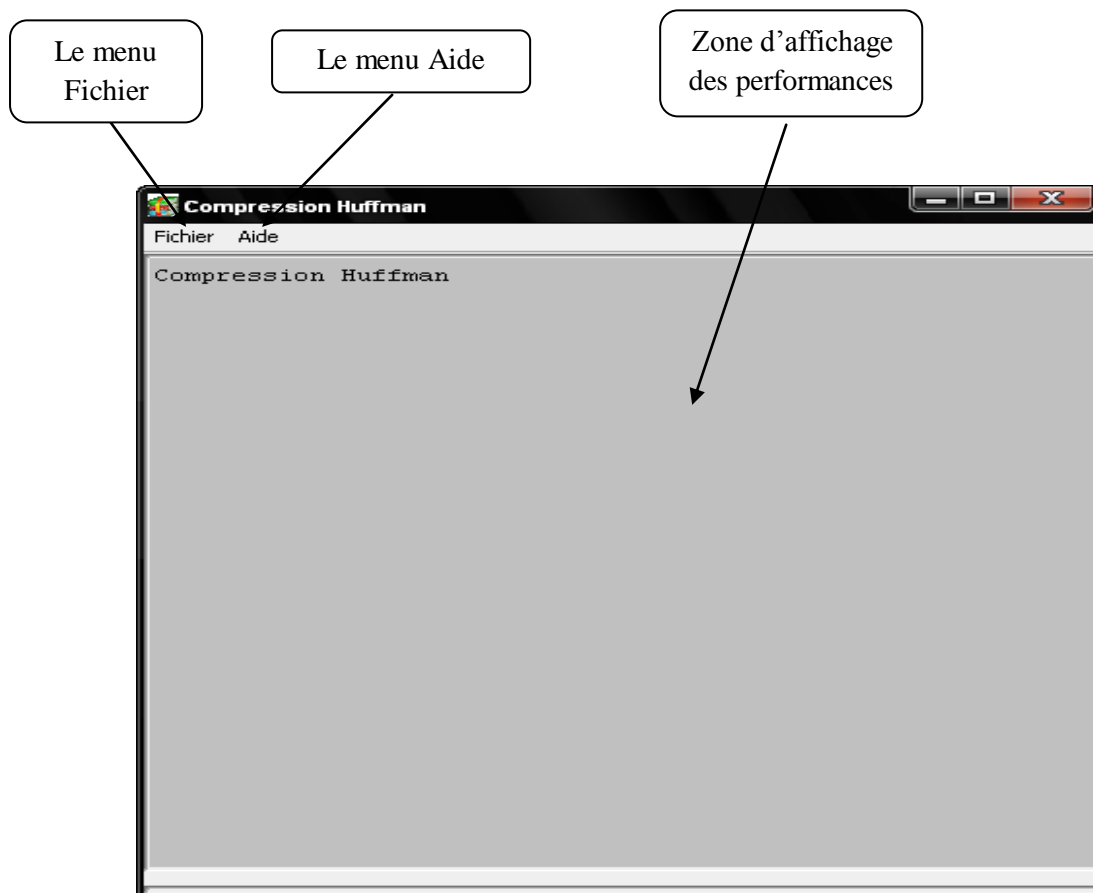 Le menu
Fichier
Le menu Aide
Zone d’affichage
des performances
Compression Huffman
Fichier Aide
Compression Huffman